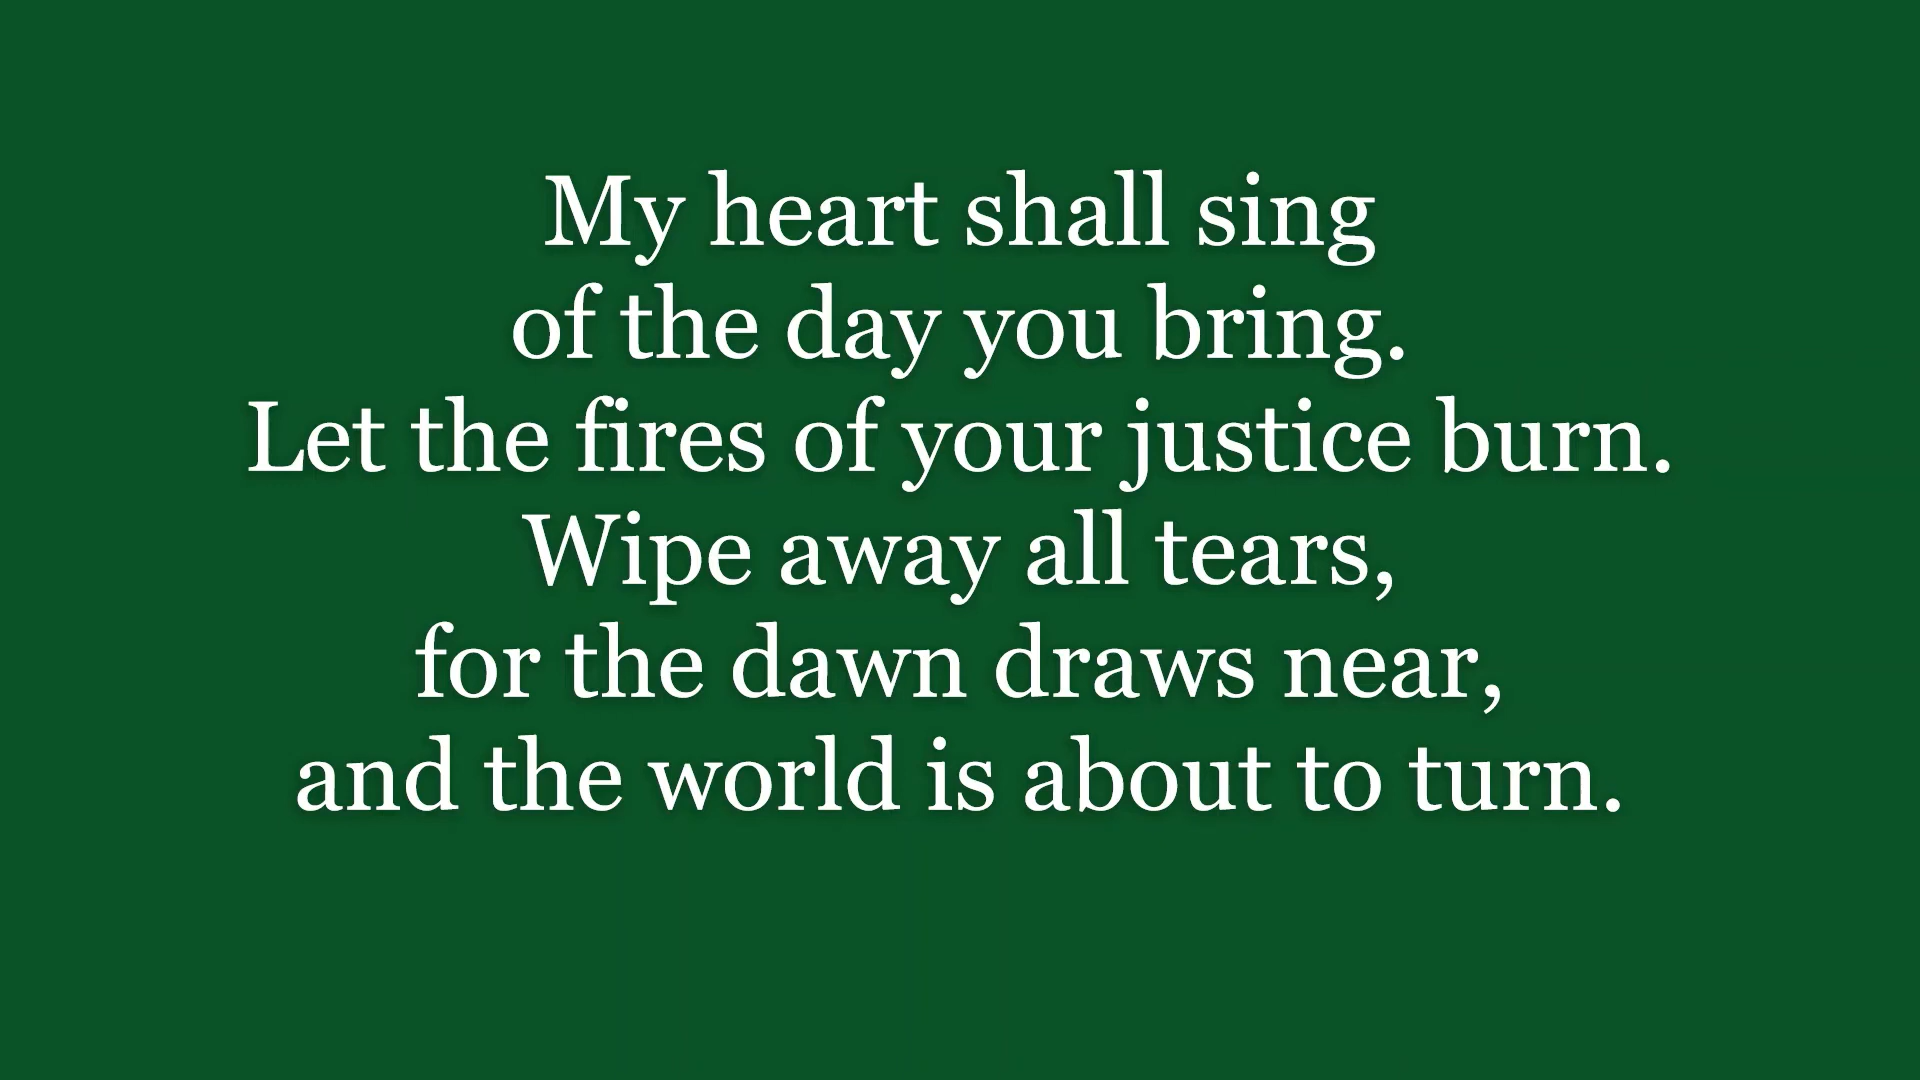 My heart shall sing
of the day you bring.
Let the fires of your justice burn.
Wipe away all tears,
for the dawn draws near,
and the world is about to turn.